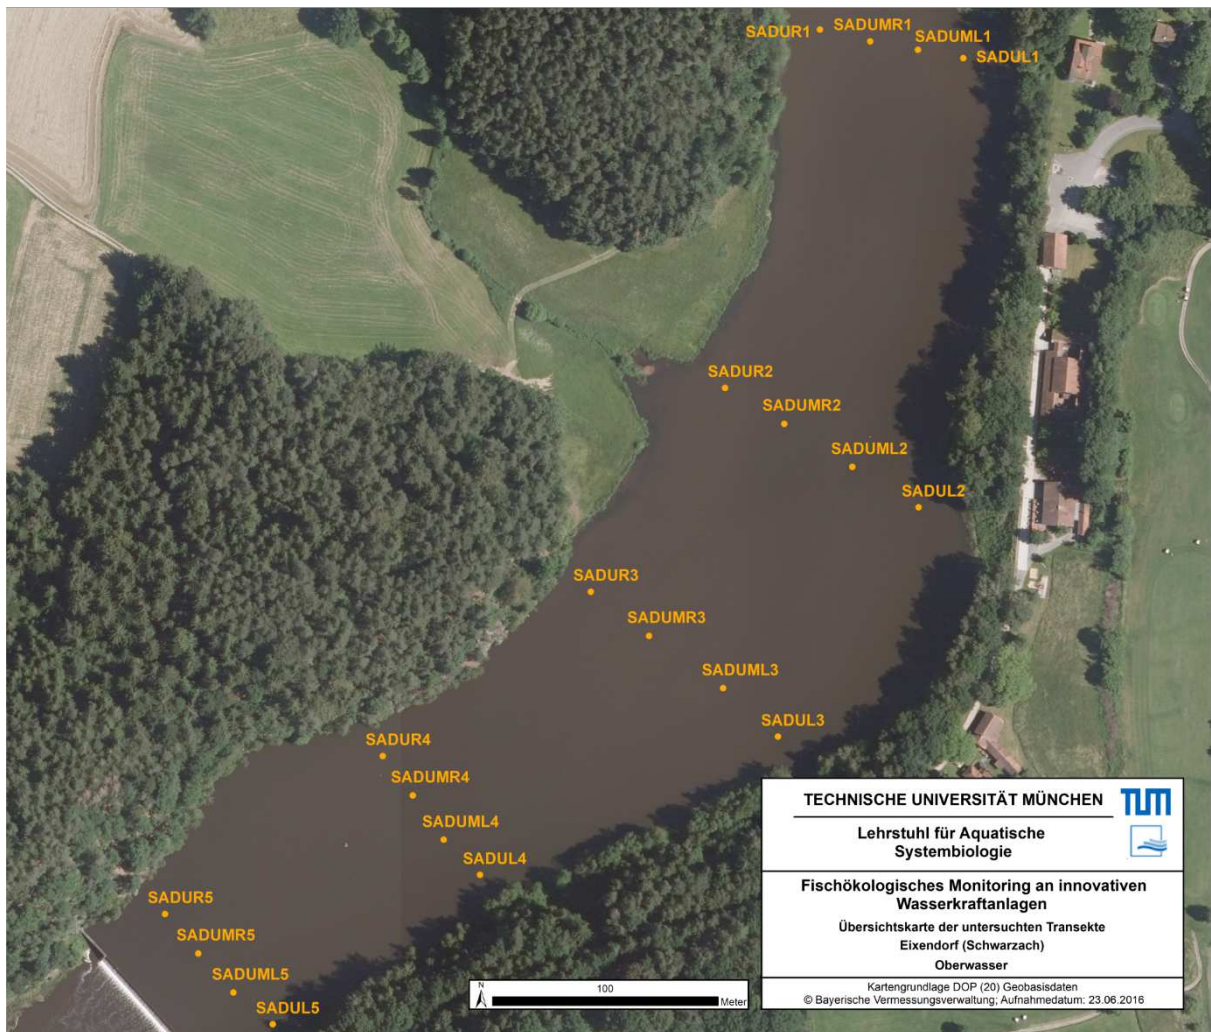 SADUR1
SADUMR1
SADUML1
SADUL1
SADUR2
SADUMR2
SADUML2
SADUL2
SADUR3
SADUMR3
SADUML3
SADUL3
SADUR4
SADUMR4
SADUML4
SADUL4
SADUR5
SADUMR5
SADUML5
SADUL5
N
100
Meter
TECHNISCHE UNIVERSITÄT MÜNCHEN
TUM
Lehrstuhl für Aquatische
Systembiologie
Fischökologisches Monitoring an innovativen
Wasserkraftanlagen
Übersichtskarte der untersuchten Transekte
Eixendorf (Schwarzach)
Oberwasser
Kartengrundlage DOP (20) Geobasisdaten
© Bayerische Vermessungsverwaltung; Aufnahmedatum: 23.06.2016